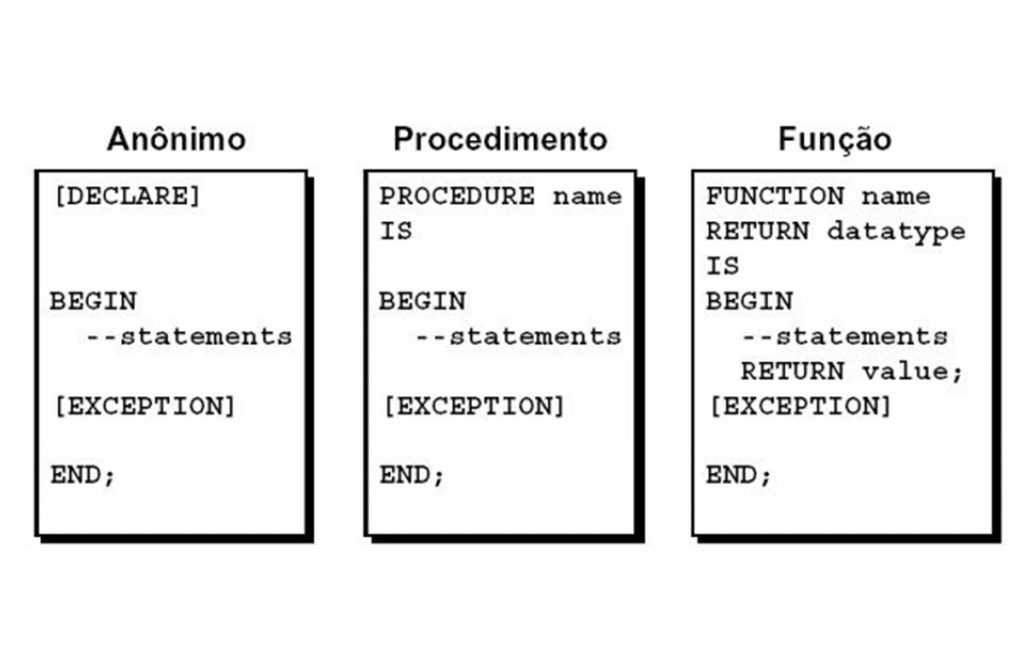 Anônimo
[DECLARE]
BEGIN
--statements
[EXCEPTION]
END;
Procedimento
PROCEDURE name
IS
BEGIN
--statements
[EXCEPTION]
END;
Função
FUNCTION name
RETURN datatype
IS
BEGIN
--statements
RETURN value;
[EXCEPTION]
END;